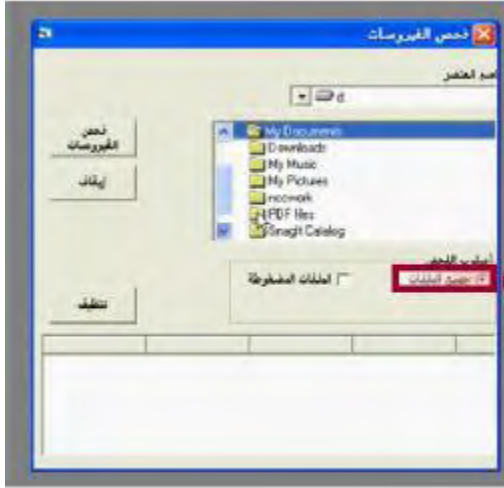 فحص الفيروسات
اسم العنصر
d:
فحص الفيروسات
إيقاف
My Documents
Downloads
My Music
My Pictures
nccwork
PDF files
SnagIt Catalog
أسلوب الفحص
جميع الملفات
الملفات المضغوطة
تنظيف